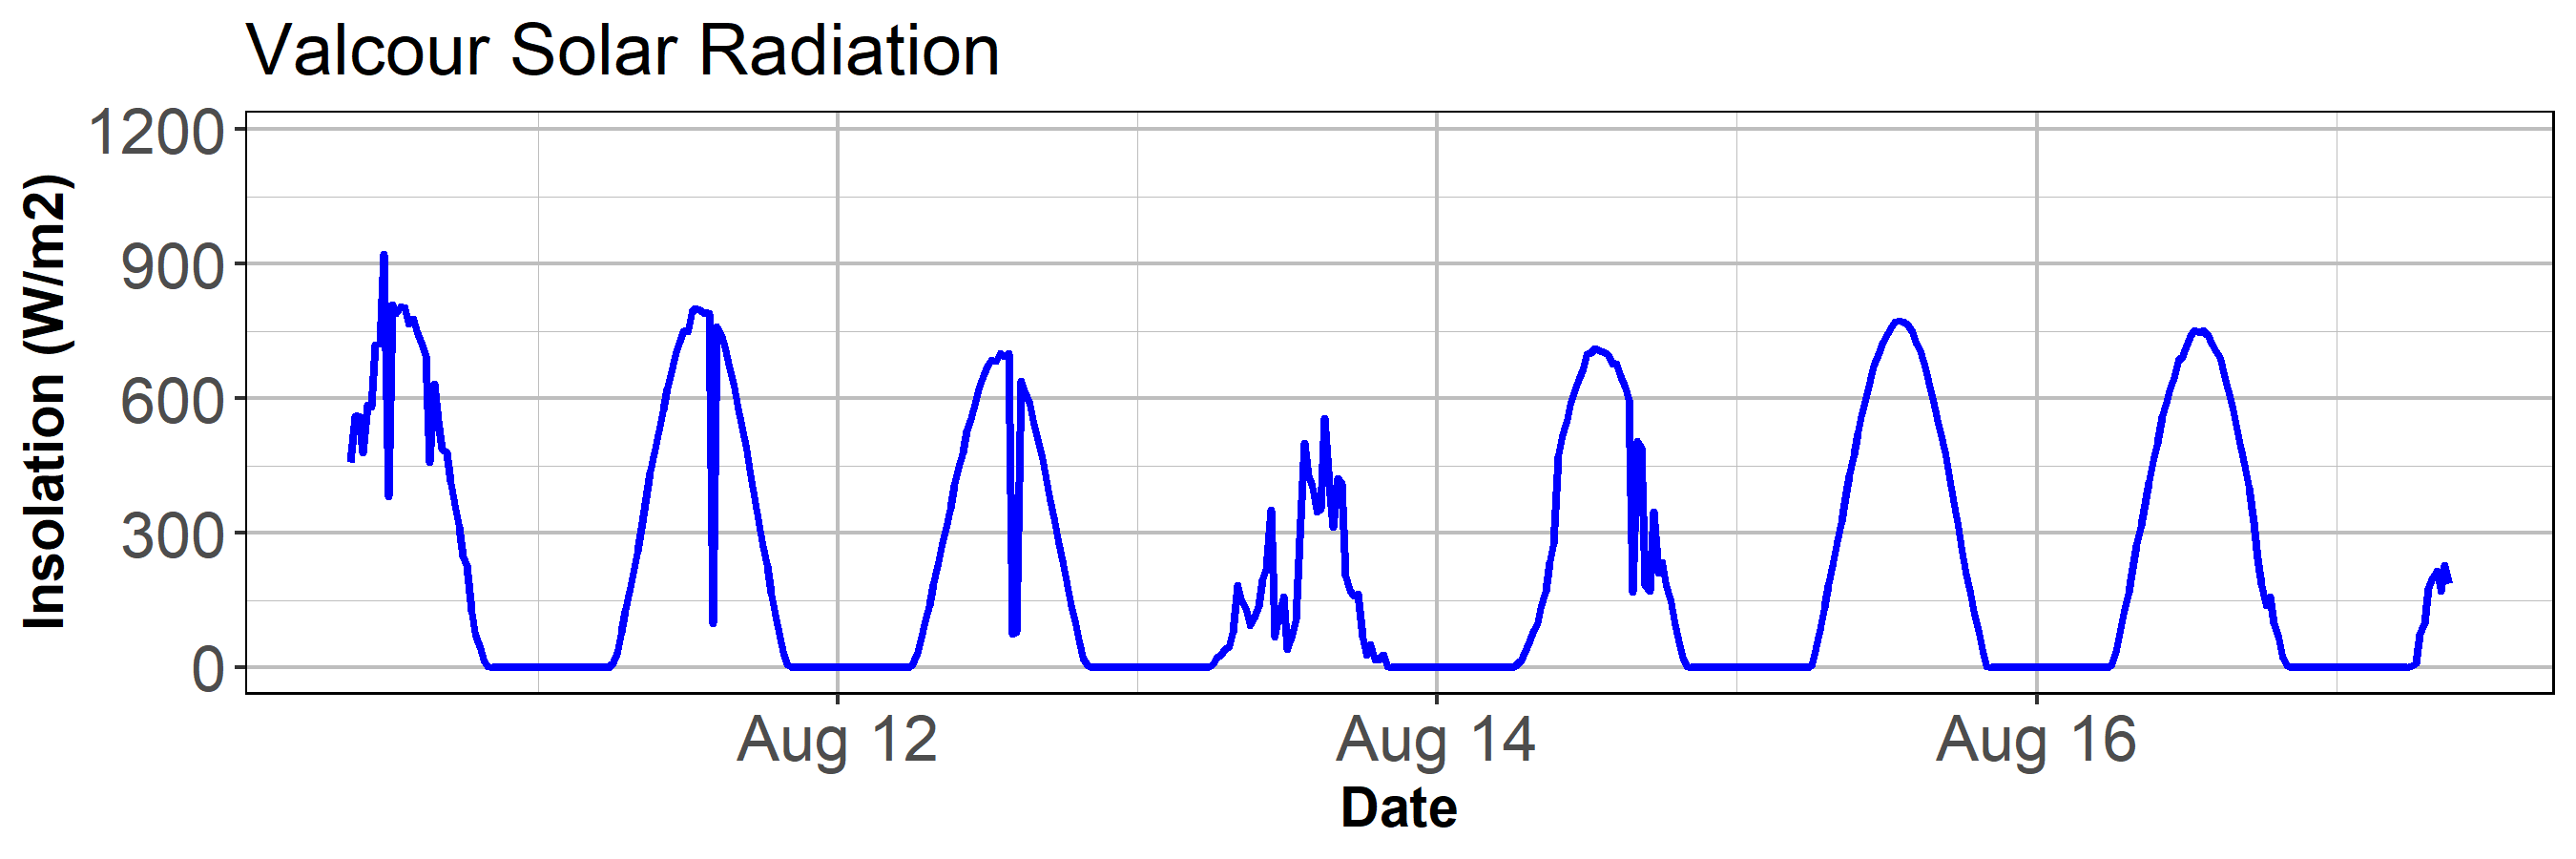 Valcour Solar Radiation
Insolation (W/m2)
1200
900
600
300
0
Aug 12 Aug 14 Aug 16
Date